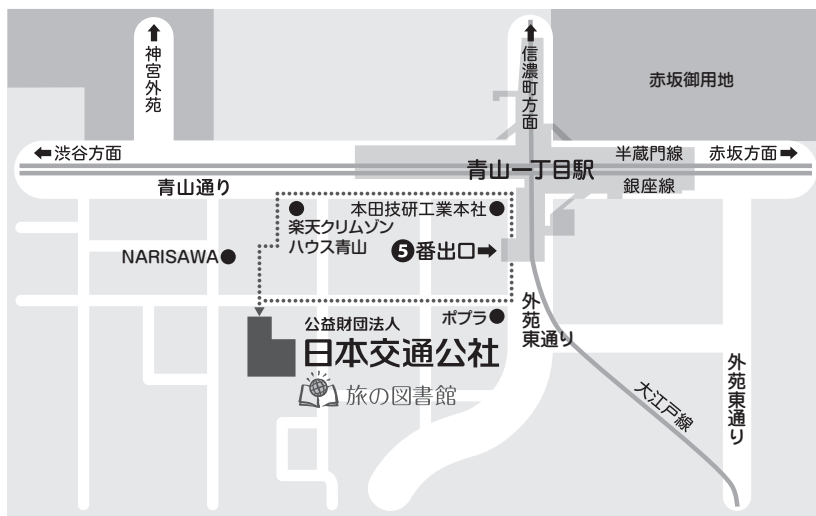 神宮外苑
信濃町方面
赤坂御用地
渋谷方面
半蔵門線
赤坂方面
青山一丁目駅
銀座線
青山通り
本田技研工業本社
楽天クリムゾン
ハウス青山
NARISAWA
5番出口
外苑
東通り
ポプラ
公益財団法人
日本交通公社
旅の図書館
大江戸線
外苑東通り